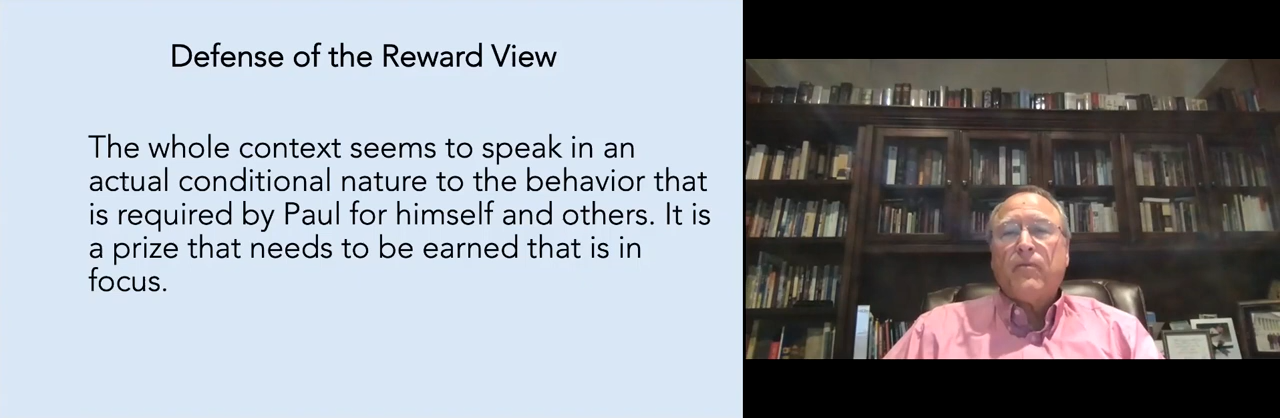 Defense of the Reward View
The whole context seems to speak in an
actual conditional nature to the behavior that
is required by Paul for himself and others. It is
a prize that needs to be earned that is in
focus.